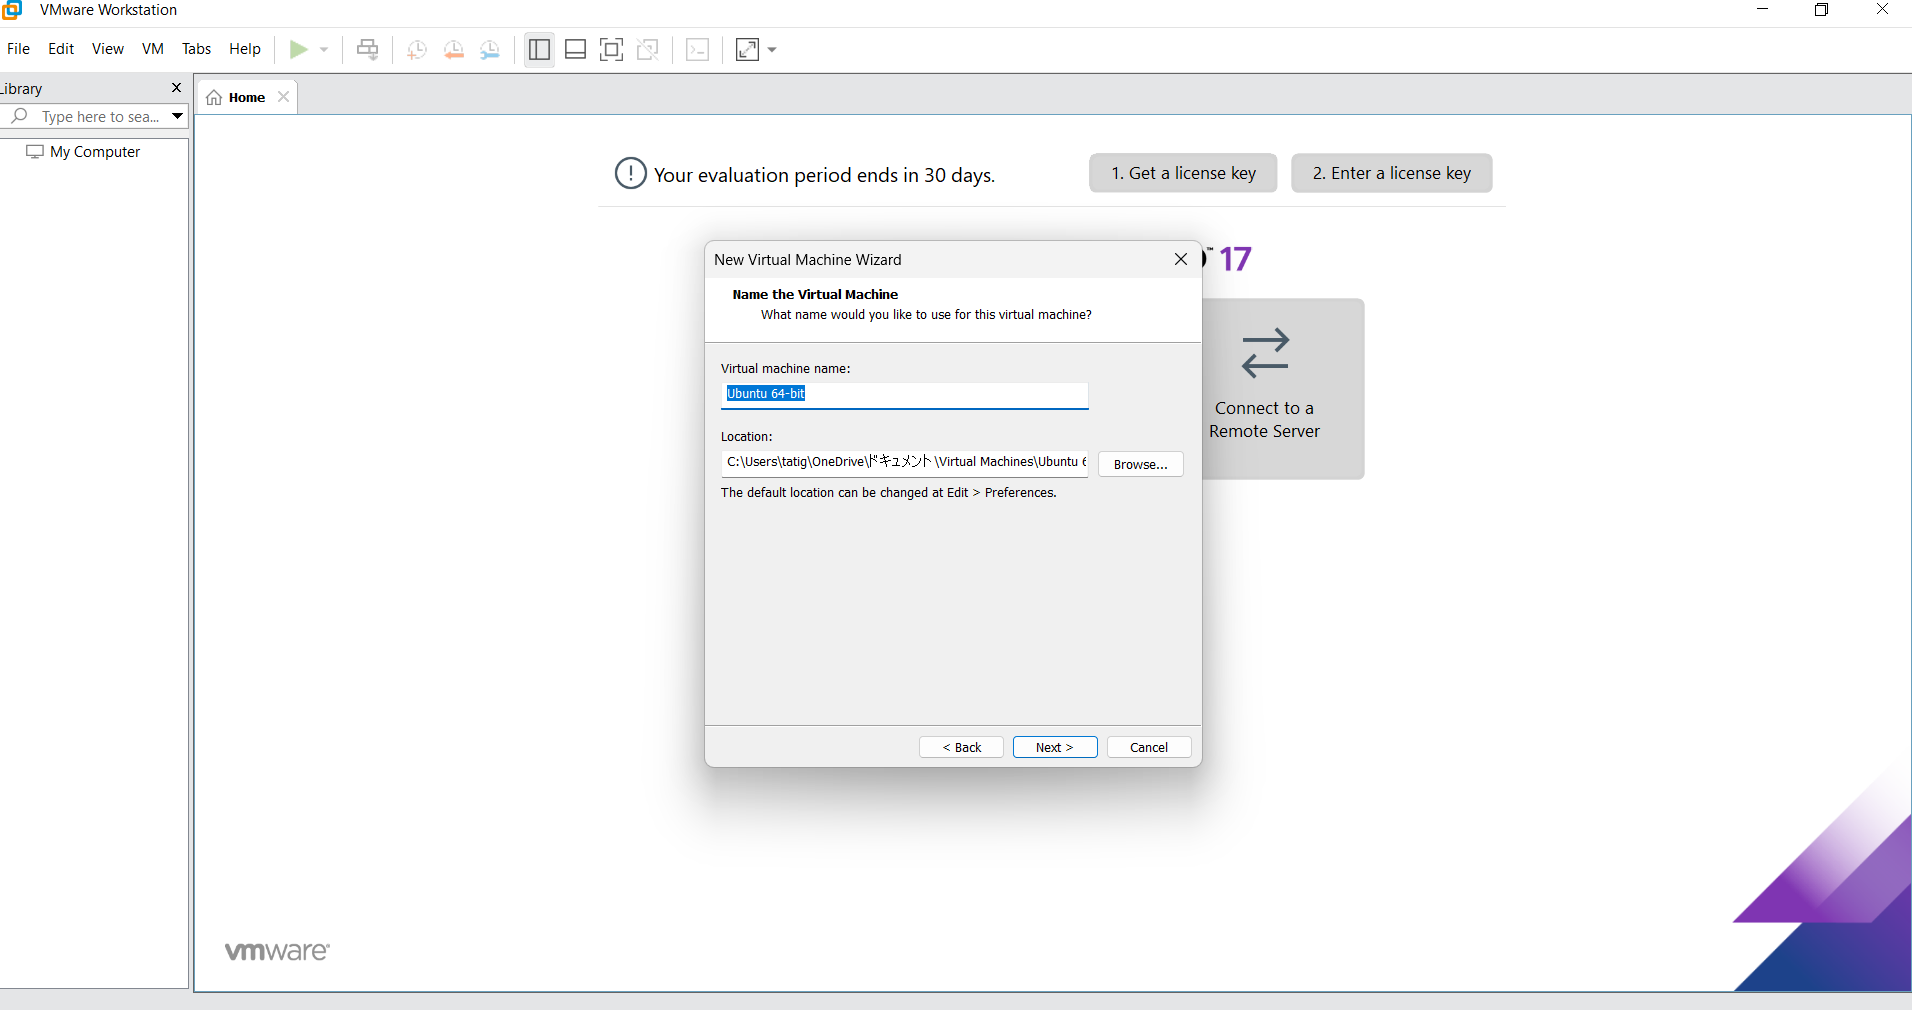 VMware Workstation
File Edit View VM Tabs Help
Library
Type here to sea...
Home
My Computer
Your evaluation period ends in 30 days.
1. Get a license key
2. Enter a license key
™ 17
New Virtual Machine Wizard
Name the Virtual Machine
What name would you like to use for this virtual machine?
Virtual machine name:
Ubuntu 64-bit
Location:
C:\Users\tatig\OneDrive\ドキュメント\Virtual Machines\Ubuntu 6
Browse...
The default location can be changed at Edit > Preferences.
< Back
Next >
Cancel
Connect to a
Remote Server
vmware®